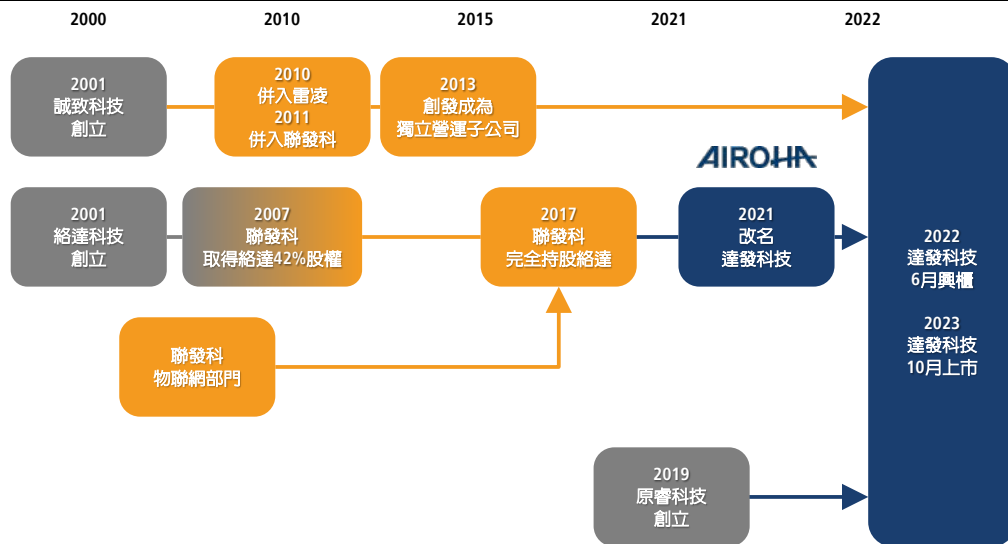 2000
2010
2015
2021
2022
2001
誠致科技
創立
2010
併入雷凌
2011
併入聯發科
2013
創發成為
獨立營運子公司
AIROHA
2001
絡達科技
創立
2007
聯發科
取得絡達42%股權
2017
聯發科
完全持股絡達
2021
改名
達發科技
聯發科
物聯網部門
2019
原睿科技
創立
2022
達發科技
6月興櫃
2023
達發科技
10月上市